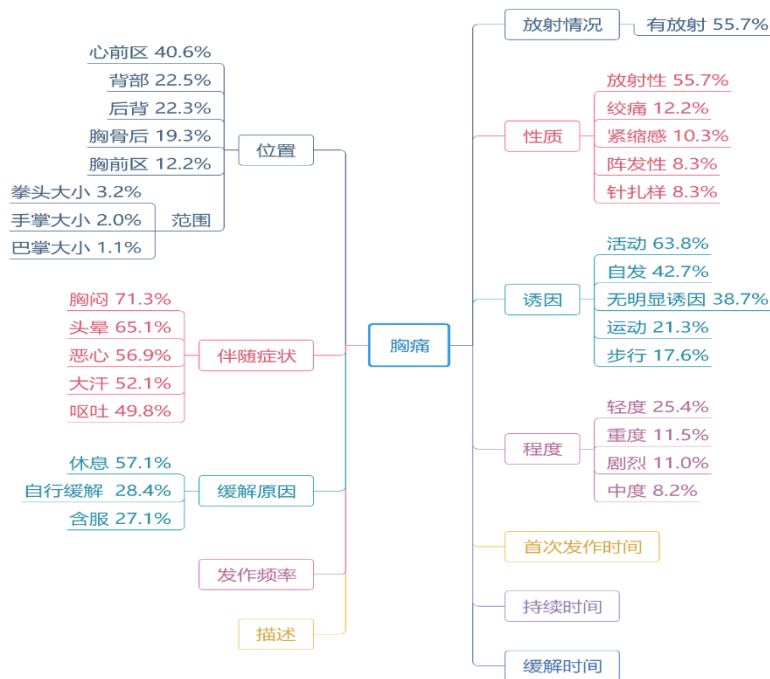 胸痛
位置
心前区 40.6%
背部 22.5%
后背 22.3%
胸骨后 19.3%
胸前区 12.2%
范围
拳头大小 3.2%
手掌大小 2.0%
巴掌大小 1.1%
伴随症状
胸闷 71.3%
头晕 65.1%
恶心 56.9%
大汗 52.1%
呕吐 49.8%
缓解原因
休息 57.1%
自行缓解 28.4%
含服 27.1%
发作频率
描述
放射情况
有放射 55.7%
性质
放射性 55.7%
绞痛 12.2%
紧缩感 10.3%
阵发性 8.3%
针扎样 8.3%
诱因
活动 63.8%
自发 42.7%
无明显诱因 38.7%
运动 21.3%
步行 17.6%
程度
轻度 25.4%
重度 11.5%
剧烈 11.0%
中度 8.2%
首次发作时间
持续时间
缓解时间